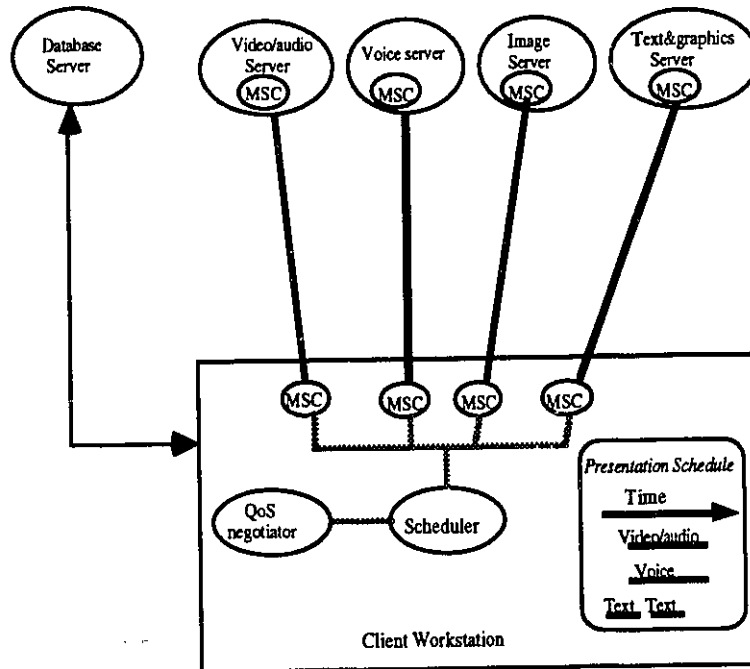 Database
Server
Video/audio
Server
MSC
Voice server
MSC
Image
Server
MSC
Text&graphics
Server
MSC
MSC
MSC
MSC
MSC
QoS
negotiator
Scheduler
Presentation Schedule
Time
Video/audio
Voice
Text Text
Client Workstation